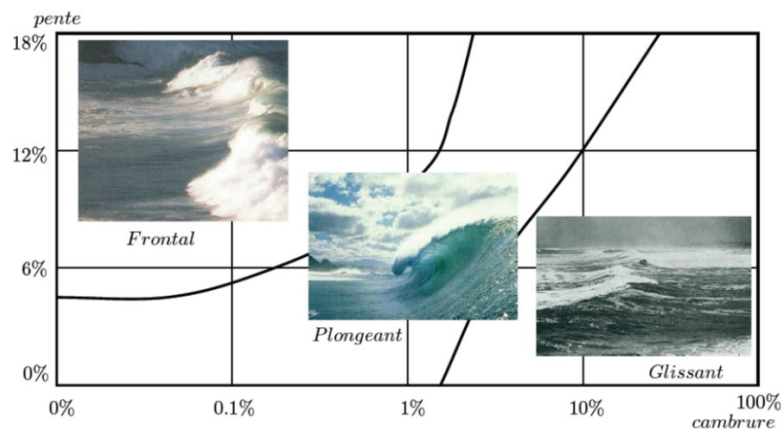 pente
18%
Frontal
12%
Plongeant
6%
Glissant
0%
0%
0.1%
1%
10%
100%
cambrure